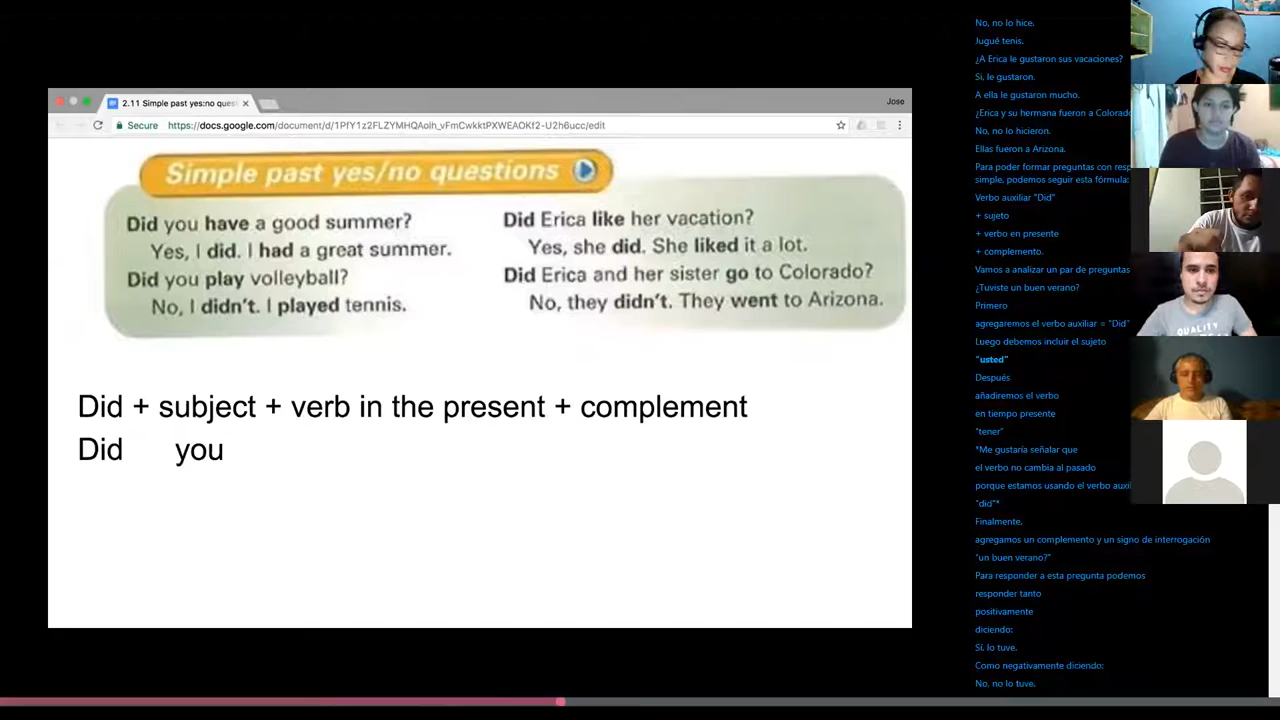 2.11 Simple past yes:no ques
Jose
Secure
https://docs.google.com/document/d/1PfY1z2FLZYMHQAolh_vFmCwkktPXWEAOKf2-U2h6ucc/edit
Simple past yes/no questions
Did you have a good summer?
Yes, I did. I had a great summer.
Did you play volleyball?
No, I didn't. I played tennis.
Did Erica like her vacation?
Yes, she did. She liked it a lot.
Did Erica and her sister go to Colorado?
No, they didn't. They went to Arizona.
Did + subject + verb in the present + complement
Did you
No, no lo hice.
Jugué tenis.
¿A Erica le gustaron sus vacaciones?
Si, le gustaron.
A ella le gustaron mucho.
¿Erica y su hermana fueron a Colorado
No, no lo hicieron.
Ellas fueron a Arizona.
Para poder formar preguntas con resp
simple, podemos seguir esta fórmula:
Verbo auxiliar "Did"
+ sujeto
+ verbo en presente
+ complemento.
Vamos a analizar un par de preguntas
¿Tuviste un buen verano?
Primero
agregaremos el verbo auxiliar = "Did"
Luego debemos incluir el sujeto
"usted"
Después
añadiremos el verbo
en tiempo presente
"tener"
*Me gustaría señalar que
el verbo no cambia al pasado
porque estamos usando el verbo auxil
"did"*
Finalmente,
agregamos un complemento y un signo de interrogación
"un buen verano?"
Para responder a esta pregunta podemos
responder tanto
positivamente
diciendo:
Sí, lo tuve.
Como negativamente diciendo:
No, no lo tuve.